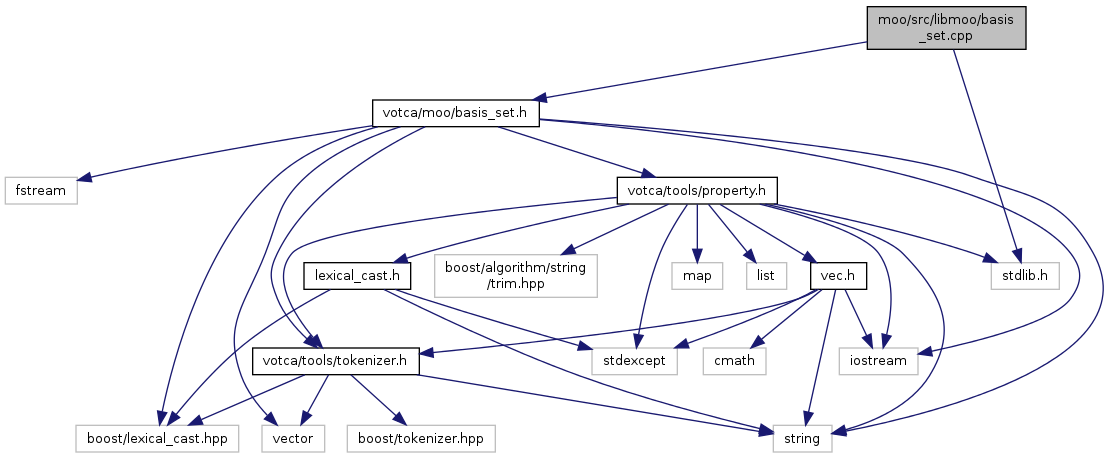 moo/src/libmoo/basis
_set.cpp
votca/moo/basis_set.h
fstream
votca/tools/property.h
lexical_cast.h
boost/algorithm/string
/trim.hpp
map
list
vec.h
stdlib.h
votca/tools/tokenizer.h
stdexcept
cmath
iostream
boost/lexical_cast.hpp
vector
boost/tokenizer.hpp
string